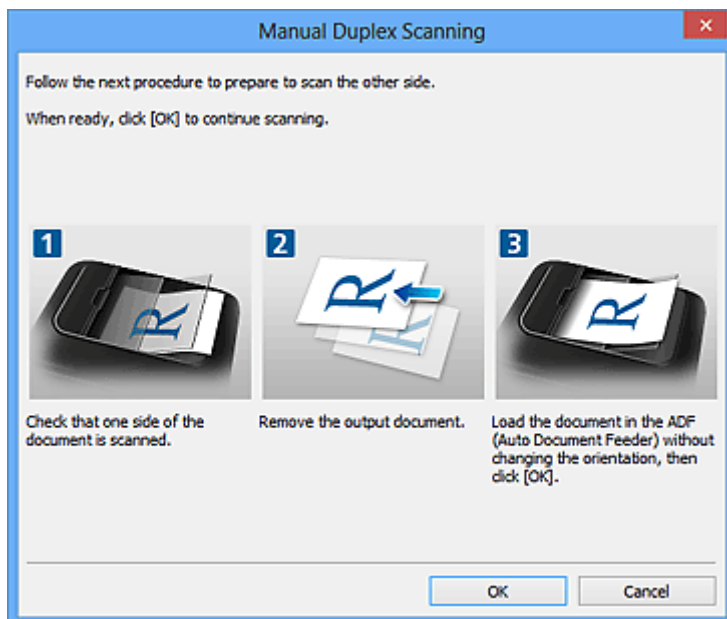 Manual Duplex Scanning
Follow the next procedure to prepare to scan the other side.
When ready, click [OK] to continue scanning.
1
2
3
R
R
R
R
Check that one side of the
document is scanned.
Remove the output document.
Load the document in the ADF
(Auto Document Feeder) without
changing the orientation, then
click [OK].
OK
Cancel